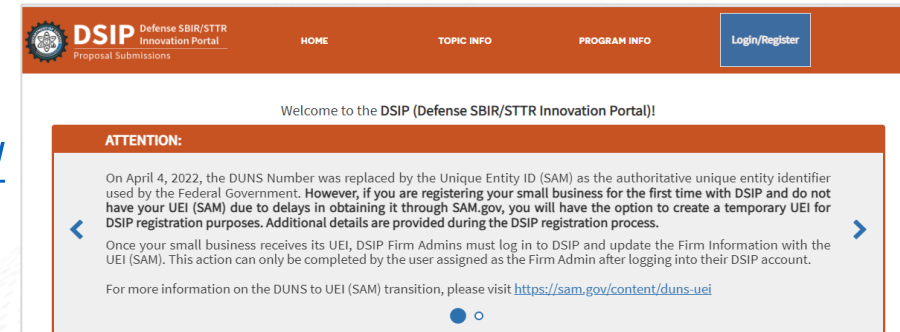 DSIP Defense SBIR/STTR
Innovation Portal
Proposal Submissions
HOME
TOPIC INFO
PROGRAM INFO
Login/Register
Welcome to the DSIP (Defense SBIR/STTR Innovation Portal)!
ATTENTION:
On April 4, 2022, the DUNS Number was replaced by the Unique Entity ID (SAM) as the authoritative unique entity identifier
used by the Federal Government. However, if you are registering your small business for the first time with DSIP and do not
have your UEI (SAM) due to delays in obtaining it through SAM.gov, you will have the option to create a temporary UEI for
DSIP registration purposes. Additional details are provided during the DSIP registration process.
Once your small business receives its UEI, DSIP Firm Admins must log in to DSIP and update the Firm Information with the
UEI (SAM). This action can only be completed by the user assigned as the Firm Admin after logging into their DSIP account.
For more information on the DUNS to UEI (SAM) transition, please visit https://sam.gov/content/duns-uei